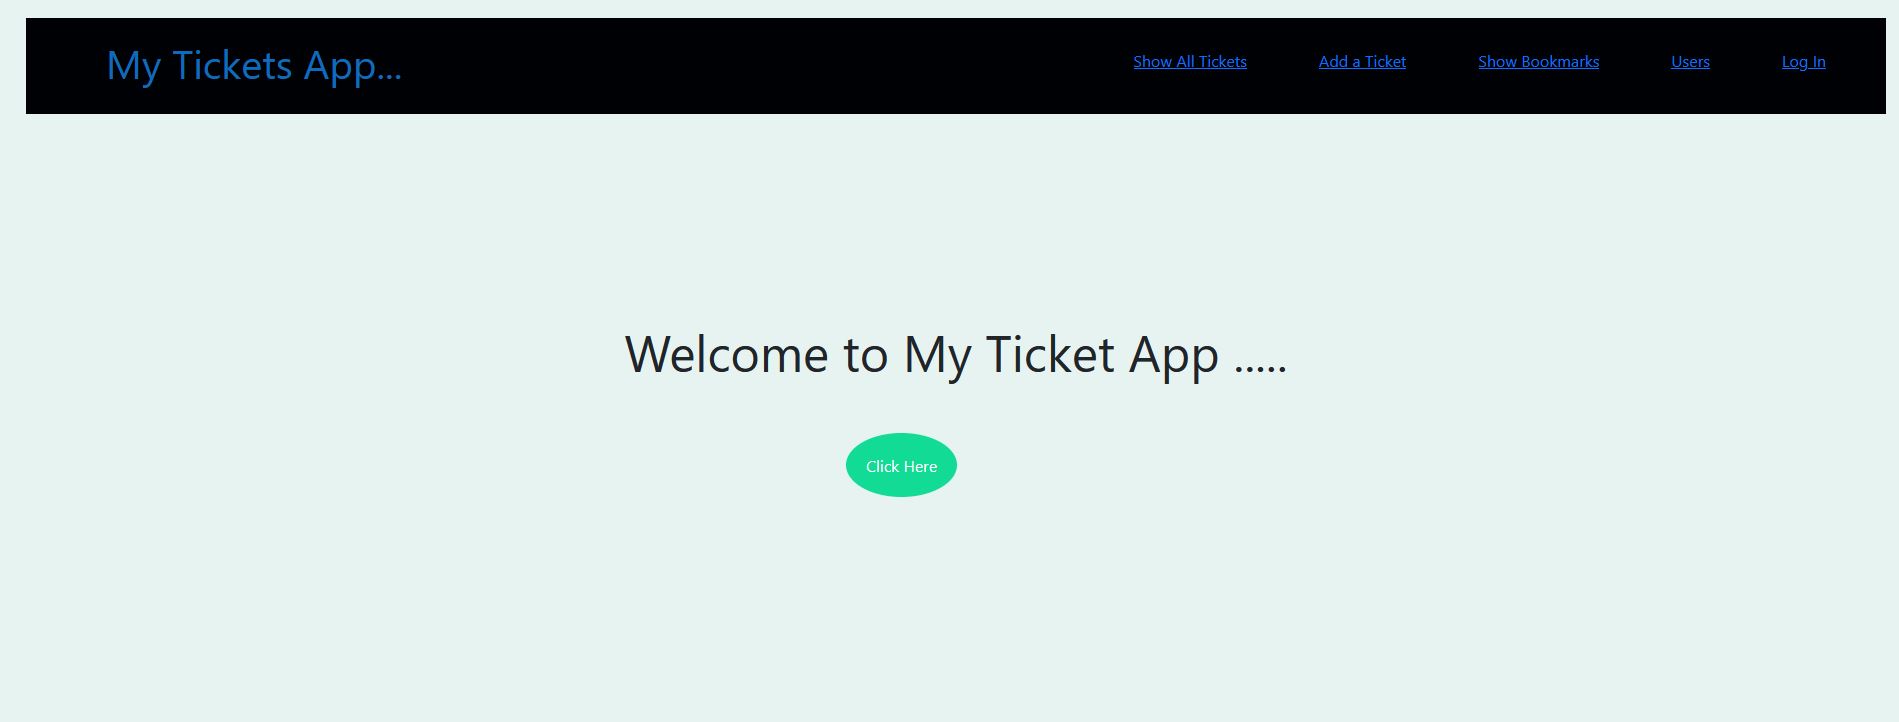 My Tickets App...
Show All Tickets Add a Ticket Show Bookmarks Users Log In
Welcome to My Ticket App .....
Click Here